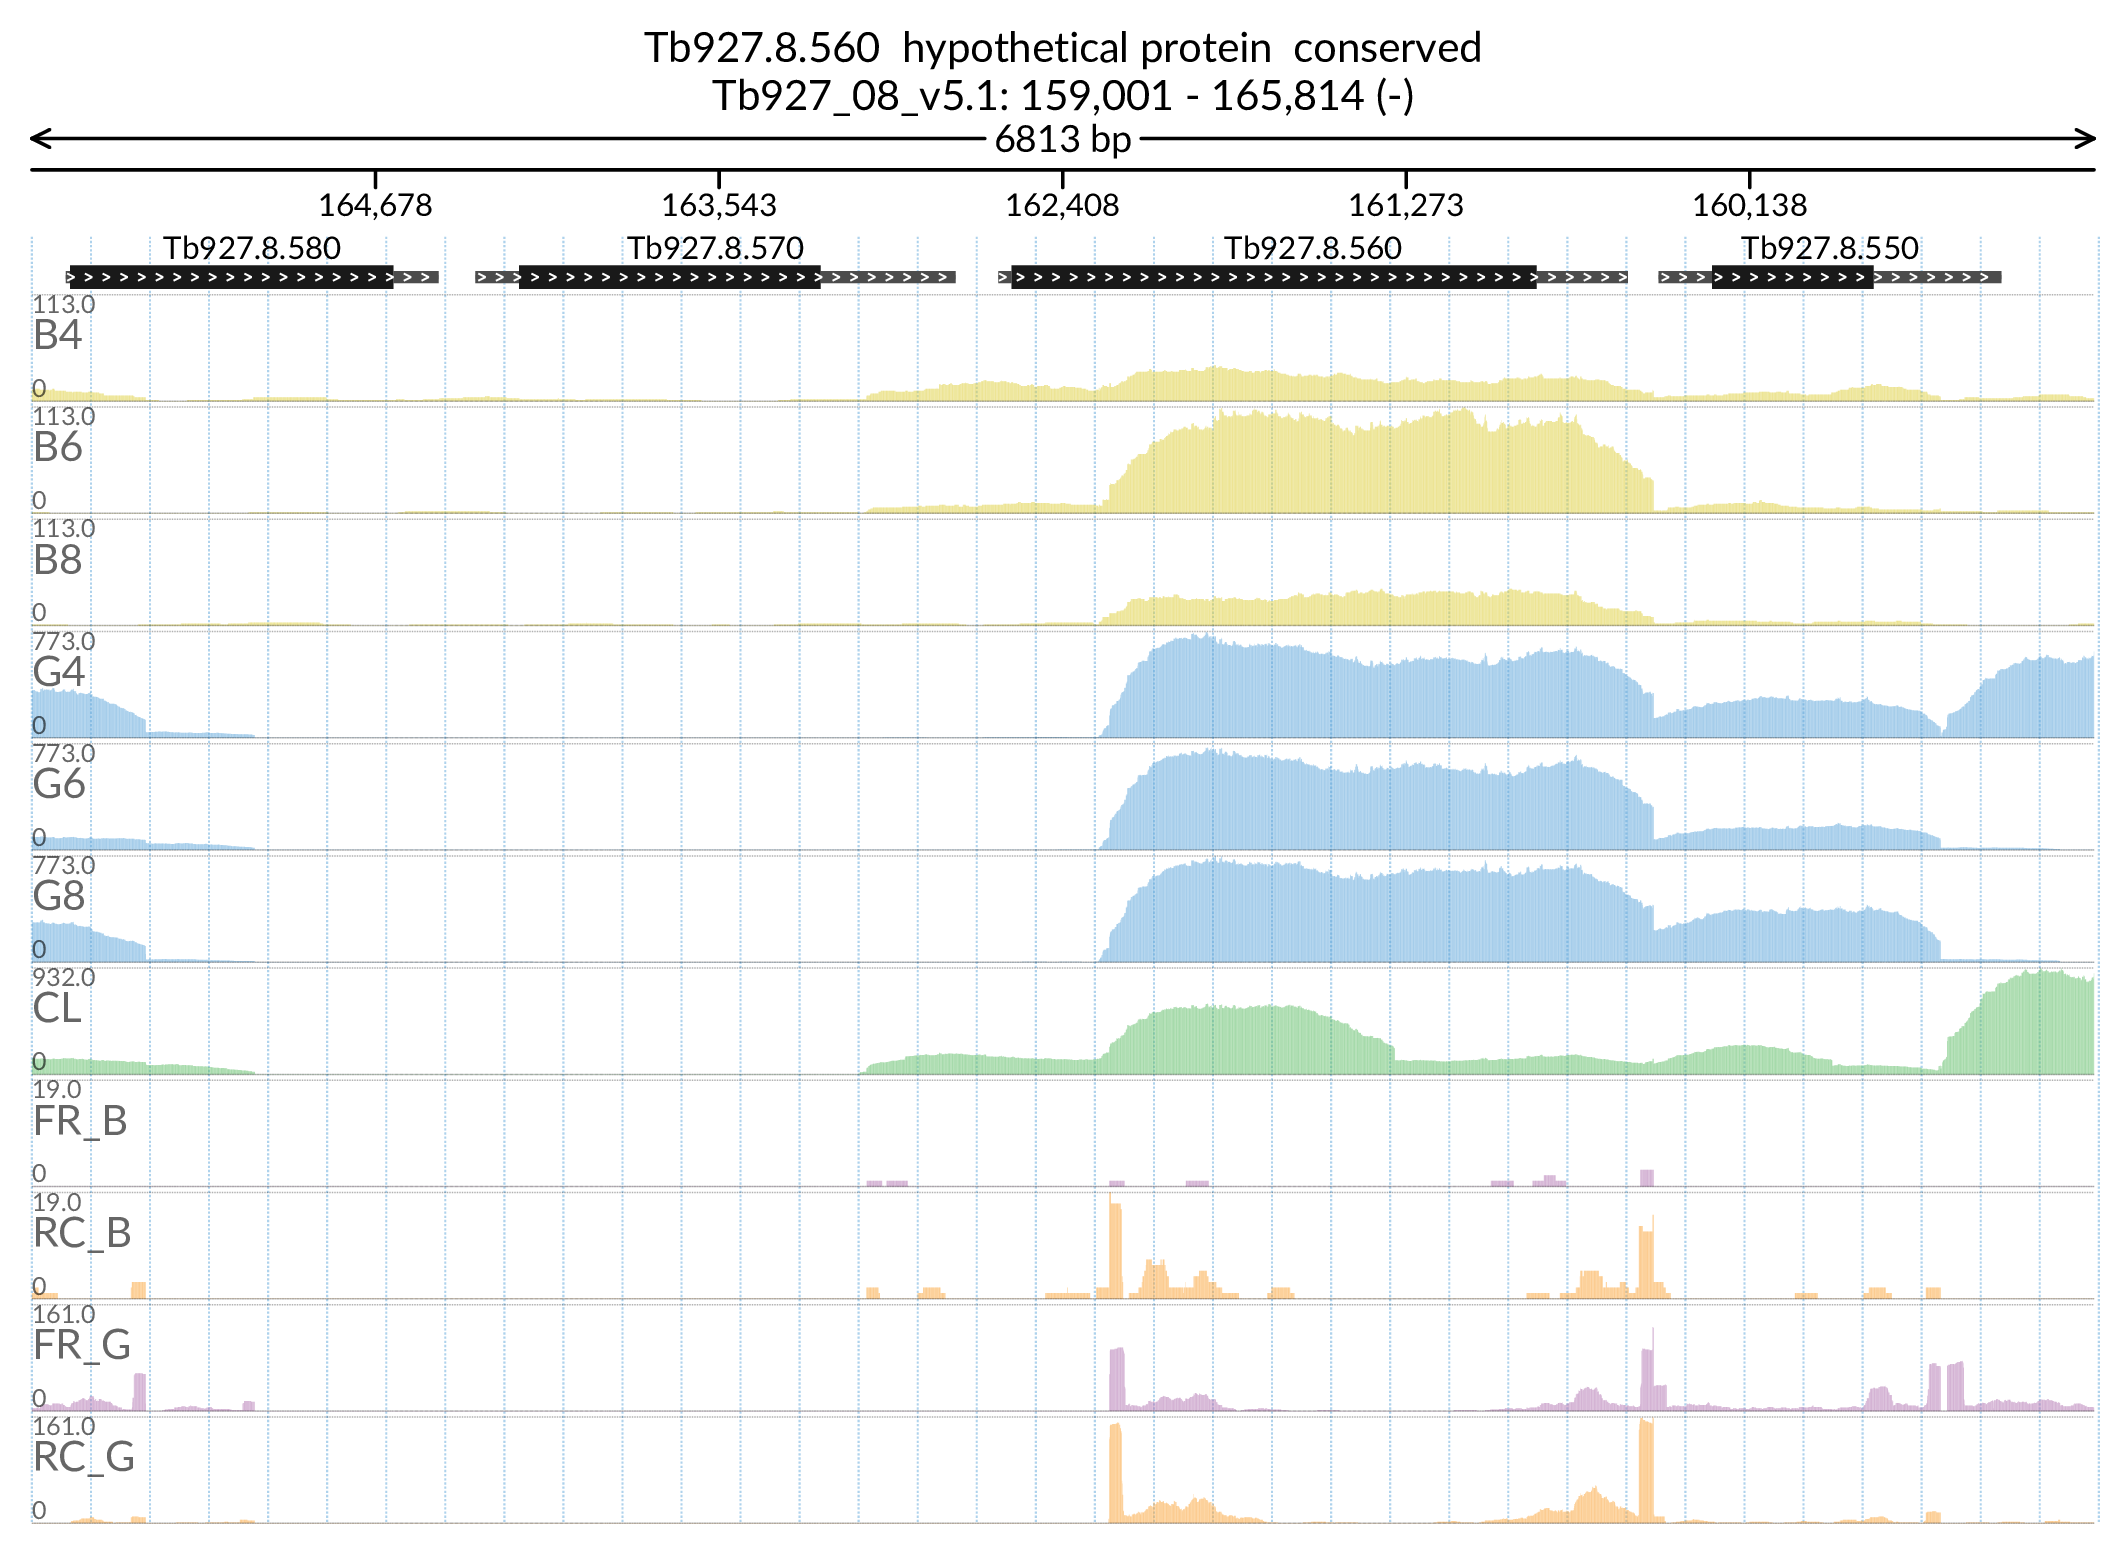 Tb927.8.560 hypothetical protein conserved
Tb927_08_v5.1: 159,001 - 165,814 (-)
6813 bp
164,678 163,543 162,408 161,273 160,138
Tb927.8.580 Tb927.8.570 Tb927.8.560 Tb927.8.550
113.0
B4
0
113.0
B6
0
113.0
B8
0
773.0
G4
0
773.0
G6
0
773.0
G8
0
932.0
CL
0
19.0
FR_B
0
19.0
RC_B
0
161.0
FR_G
0
161.0
RC_G
0